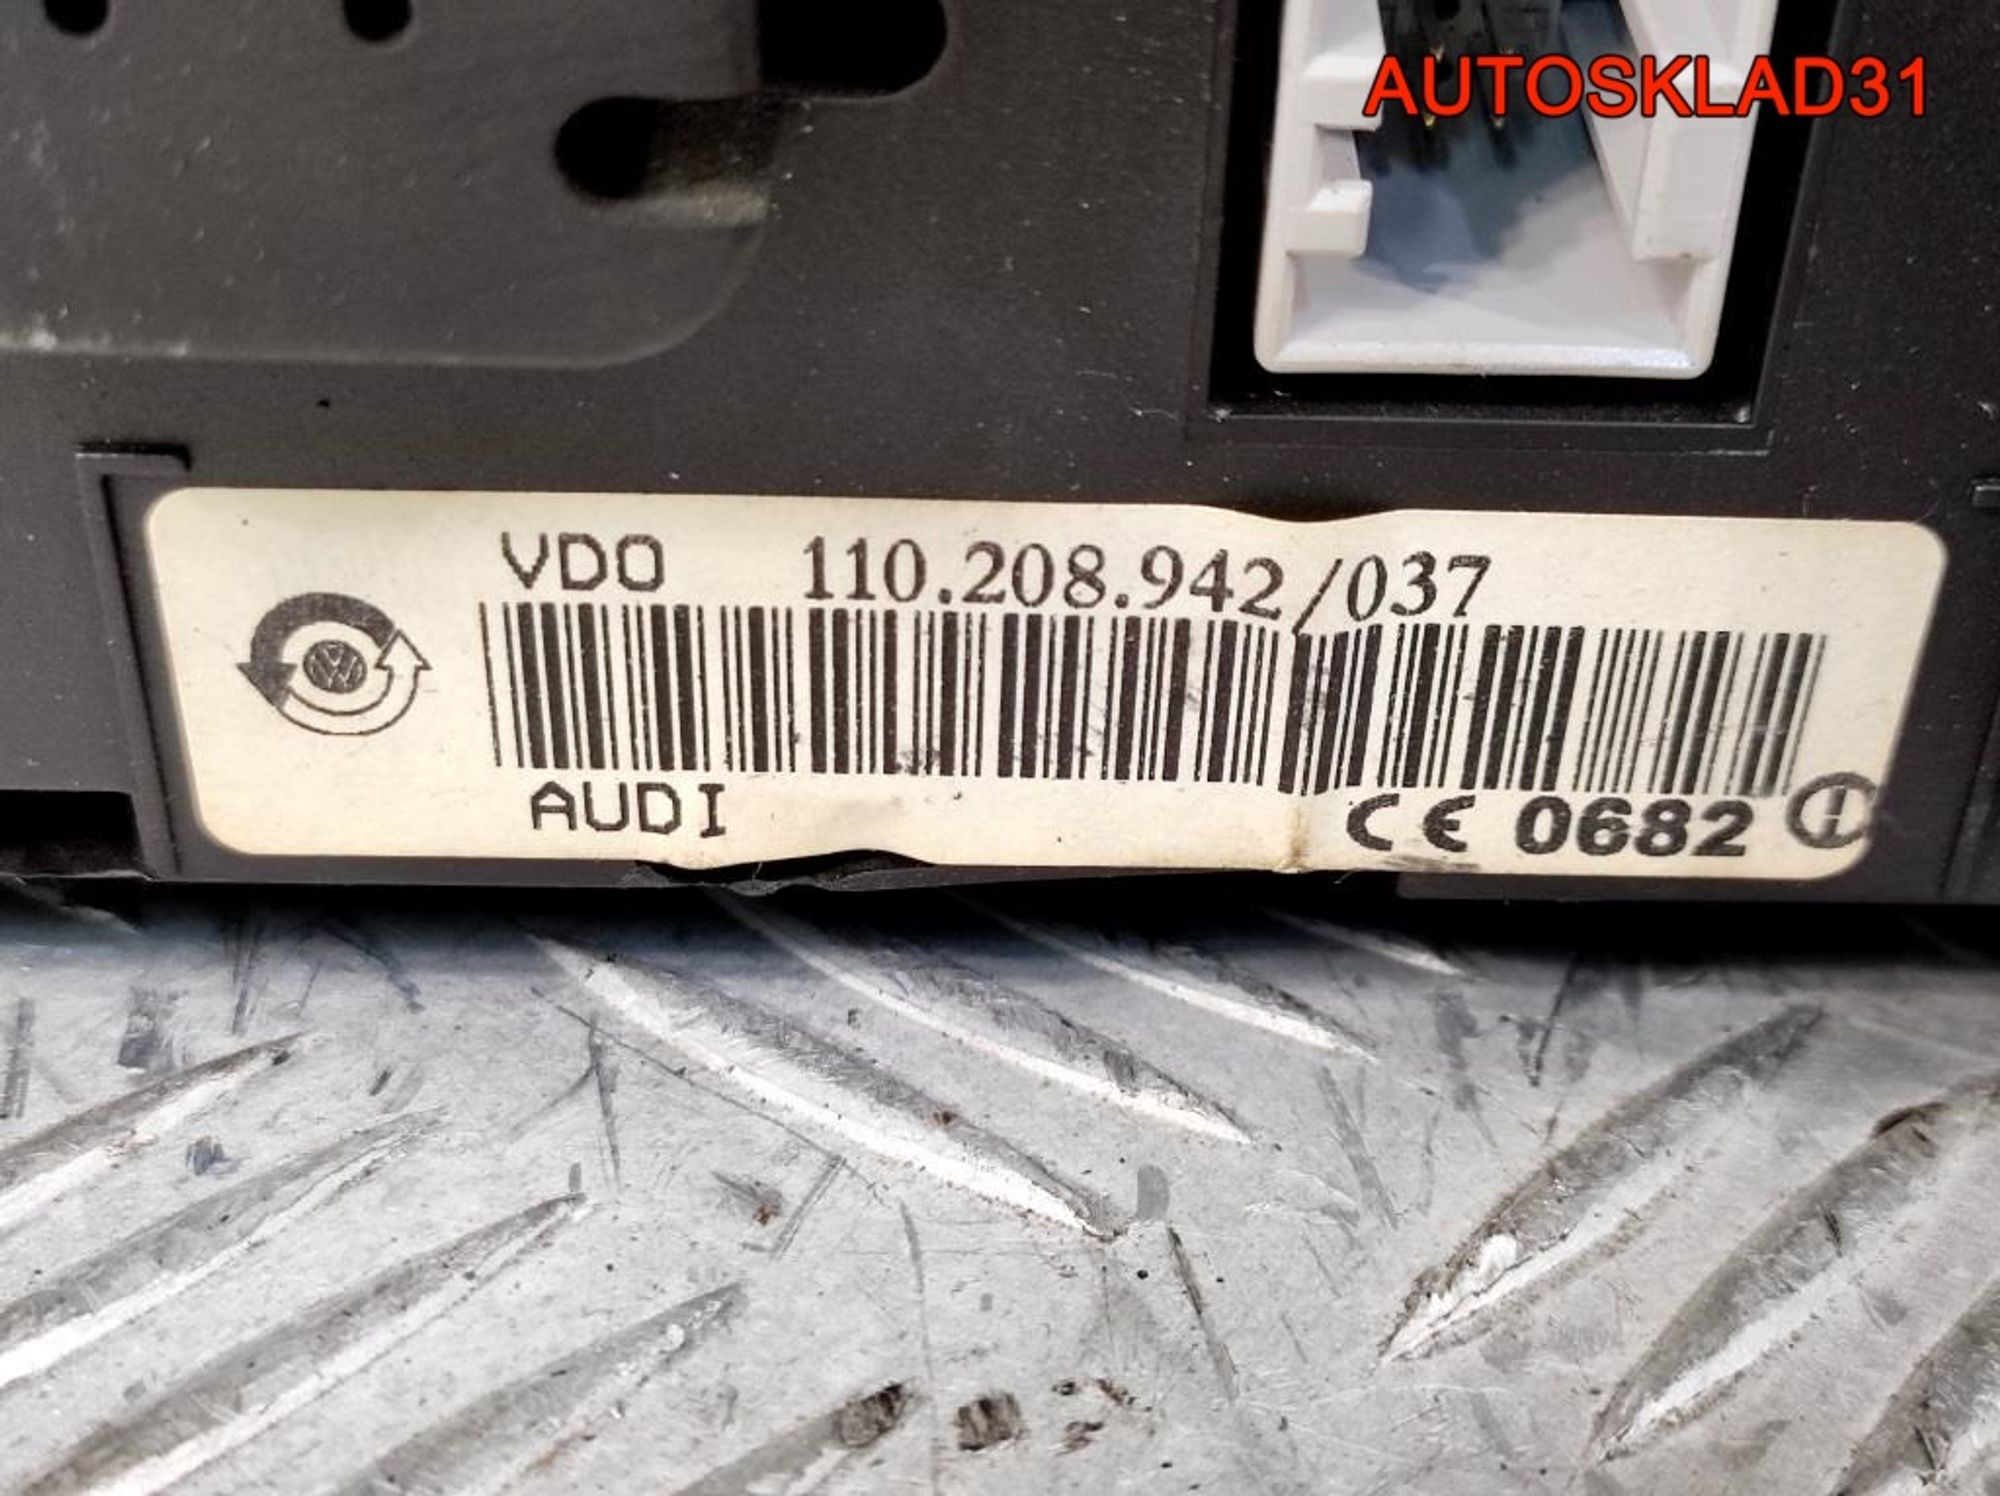 AUTOSKLAD31
VDO 110.208.942/037
AUDI CE 0682